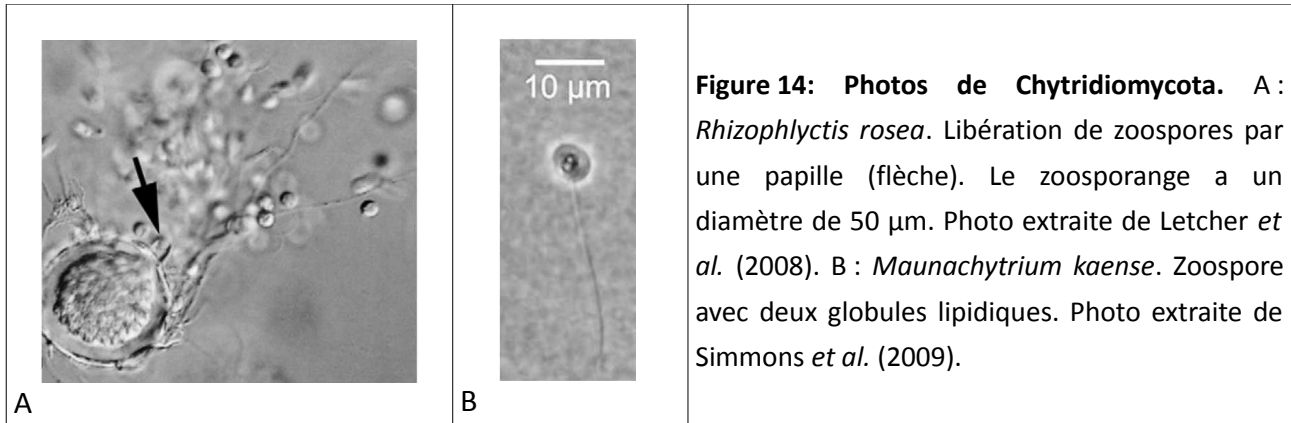 A
10 µm
B
Figure 14: Photos de Chytridiomycota. A :
Rhizophlyctis rosea. Libération de zoospores par
une papille (flèche). Le zoosporange a un
diamètre de 50 µm. Photo extraite de Letcher et
al. (2008). B : Maunachytrium kaense. Zoospore
avec deux globules lipidiques. Photo extraite de
Simmons et al. (2009).